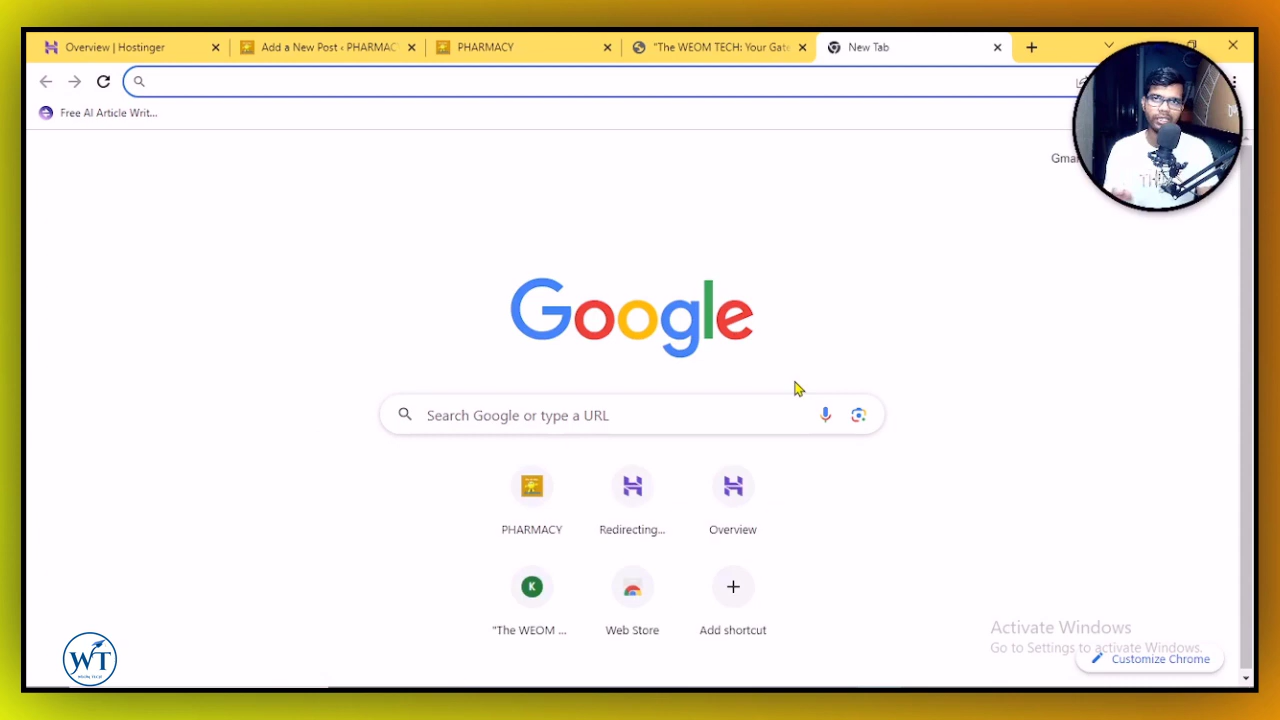 Overview | Hostinger
Add a New Post ‹ PHARMAC
PHARMACY
"The WEOM TECH: Your Gate
New Tab
Free AI Article Writ...
Gmai
Google
Search Google or type a URL
PHARMACY
Redirecting...
Overview
K
"The WEOM ...
Web Store
Add shortcut
Activate Windows
Go to Settings to activate Windows.
Customize Chrome
WT